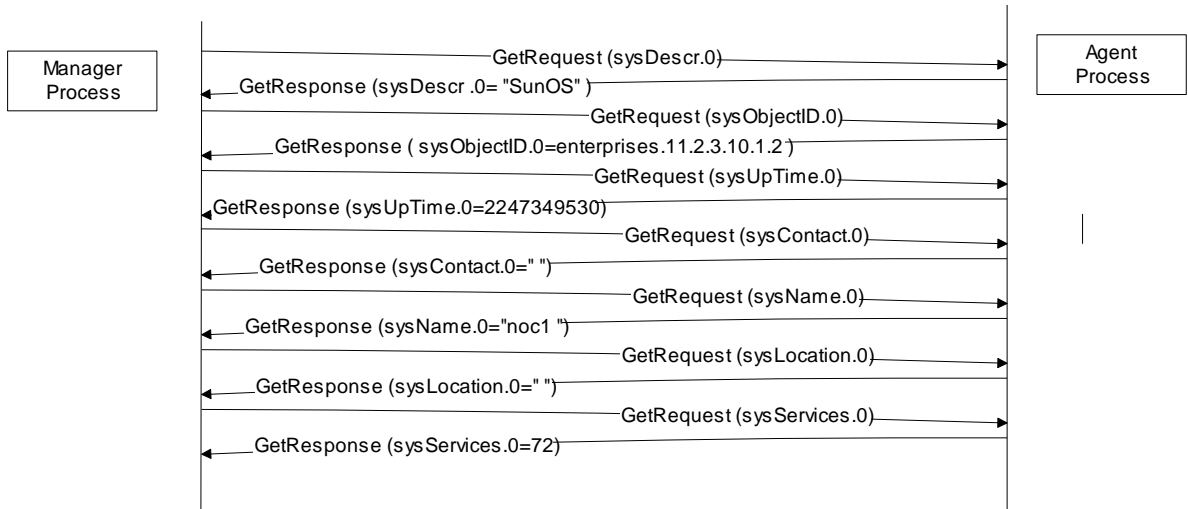 Manager
Process
Agent
Process
GetRequest (sysDescr.0)
GetResponse (sysDescr .0= "SunOS" )
GetRequest (sysObjectID.0)
GetResponse ( sysObjectID.0=enterprises.11.2.3.10.1.2 )
GetRequest (sysUpTime.0)
GetResponse (sysUpTime.0=2247349530)
GetRequest (sysContact.0)
GetResponse (sysContact.0=" ")
GetRequest (sysName.0)
GetResponse (sysName.0="noc1 ")
GetRequest (sysLocation.0)
GetResponse (sysLocation.0=" ")
GetRequest (sysServices.0)
GetResponse (sysServices.0=72)